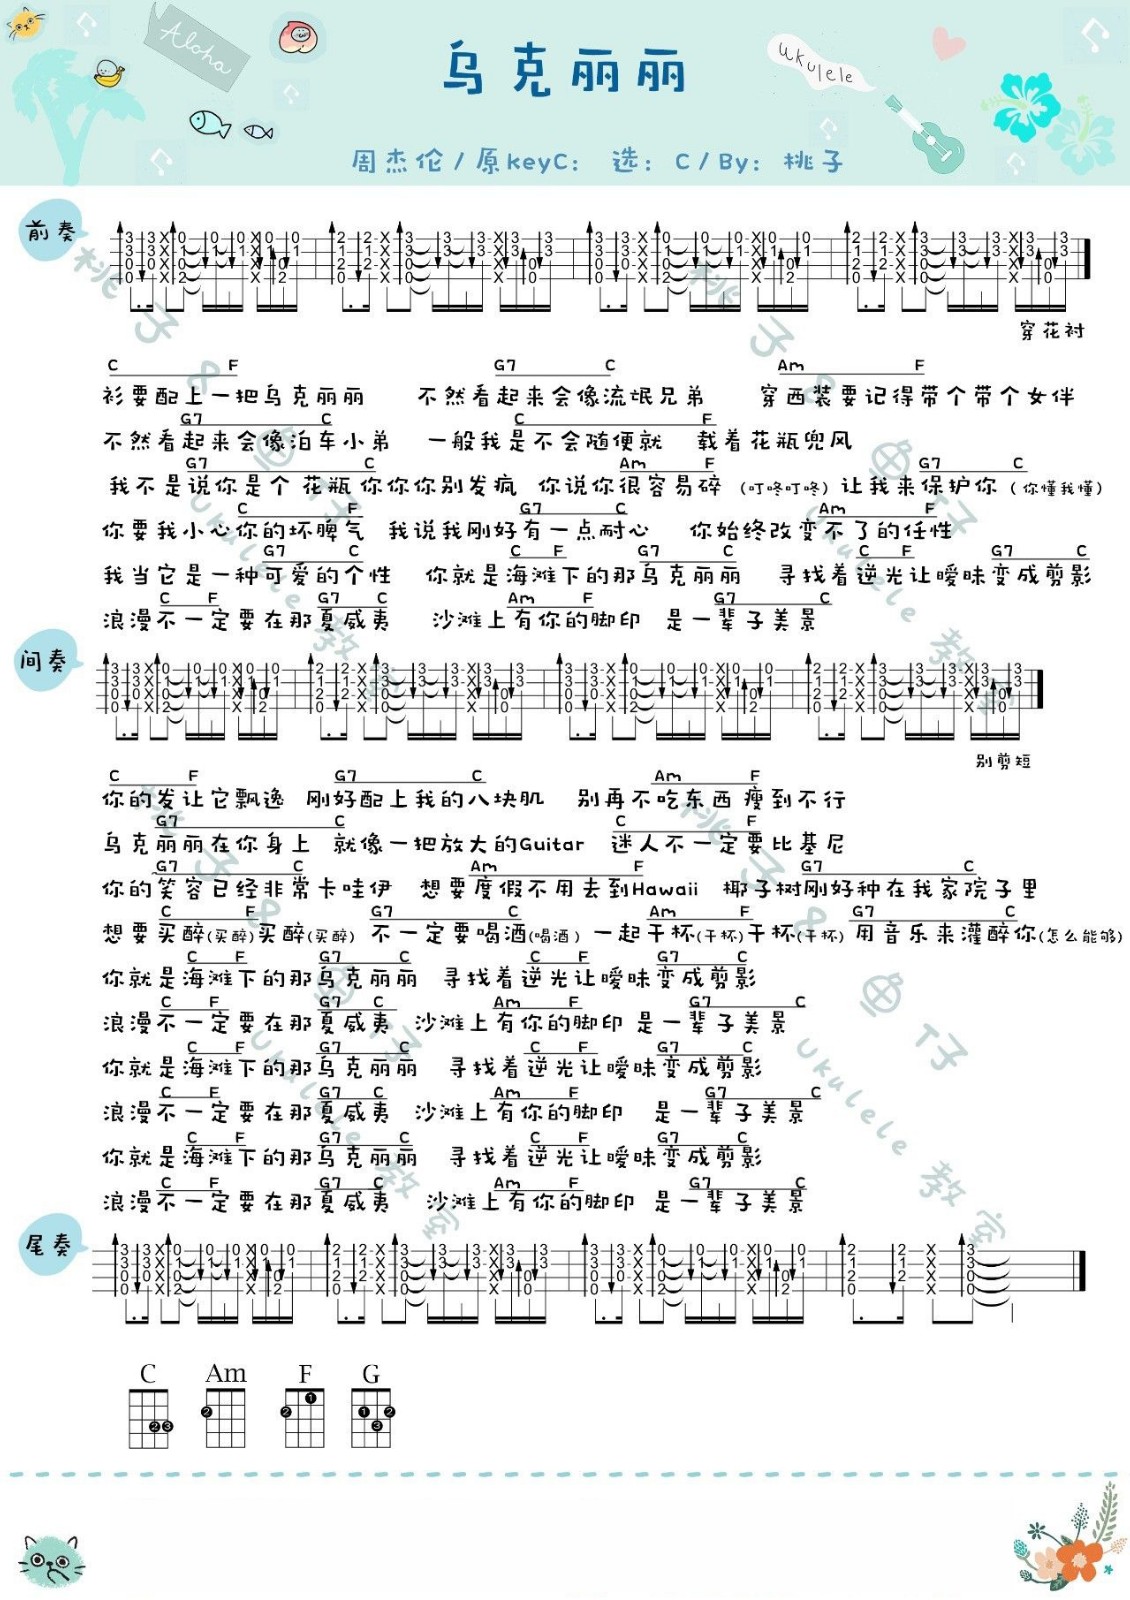 Aloha
ukulele
乌克丽丽
周杰伦/原keyC： 选：C/By：桃子
前奏
穿花衬
C F G7 C Am F
衫要配上一把乌克丽丽 不然看起来会像流氓兄弟 穿西装要记得带个带个女伴
G7 C C F
不然看起来会像泊车小弟 一般我是不会随便就 载着花瓶兜风
G7 C Am F G7 C
我不是说你是个 花瓶你你你别发疯 你说你很容易碎 （叮咚叮咚）让我来保护你（你懂我懂）
C F G7 C Am F
你要我小心你的坏脾气 我说我刚好有一点耐心 你始终改变不了的任性
G7 C C F G7 C C F G7 C
我当它是一种可爱的个性 你就是海滩下的那乌克丽丽 寻找着逆光让暧昧变成剪影
C F G7 C Am F G7 C
浪漫不一定要在那夏威夷 沙滩上有你的脚印 是一辈子美景
间奏
别剪短
C F G7 C Am F
你的发让它飘逸 刚好配上我的八块肌 别再不吃东西瘦到不行
G7 C C F
乌克丽丽在你身上 就像一把放大的Guitar 迷人不一定要比基尼
G7 C Am F G7 C
你的笑容已经非常卡哇伊 想要度假不用去到Hawaii 椰子树刚好种在我家院子里
C F G7 C Am F G7 C
想要买醉(买醉)买醉(买醉) 不一定要喝酒(喝酒) 一起干杯(干杯)干杯(干杯) 用音乐来灌醉你(怎么能够)
C F G7 C C F G7 C
你就是海滩下的那乌克丽丽 寻找着逆光让暧昧变成剪影
C F G7 C Am F G7 C
浪漫不一定要在那夏威夷 沙滩上有你的脚印 是一辈子美景
C F G7 C C F G7 C
你就是海滩下的那乌克丽丽 寻找着逆光让暧昧变成剪影
C F G7 C Am F G7 C
浪漫不一定要在那夏威夷 沙滩上有你的脚印 是一辈子美景
C F G7 C C F G7 C
你就是海滩下的那乌克丽丽 寻找着逆光让暧昧变成剪影
C F G7 C Am F G7 C
浪漫不一定要在那夏威夷 沙滩上有你的脚印 是一辈子美景
尾奏
C Am F G